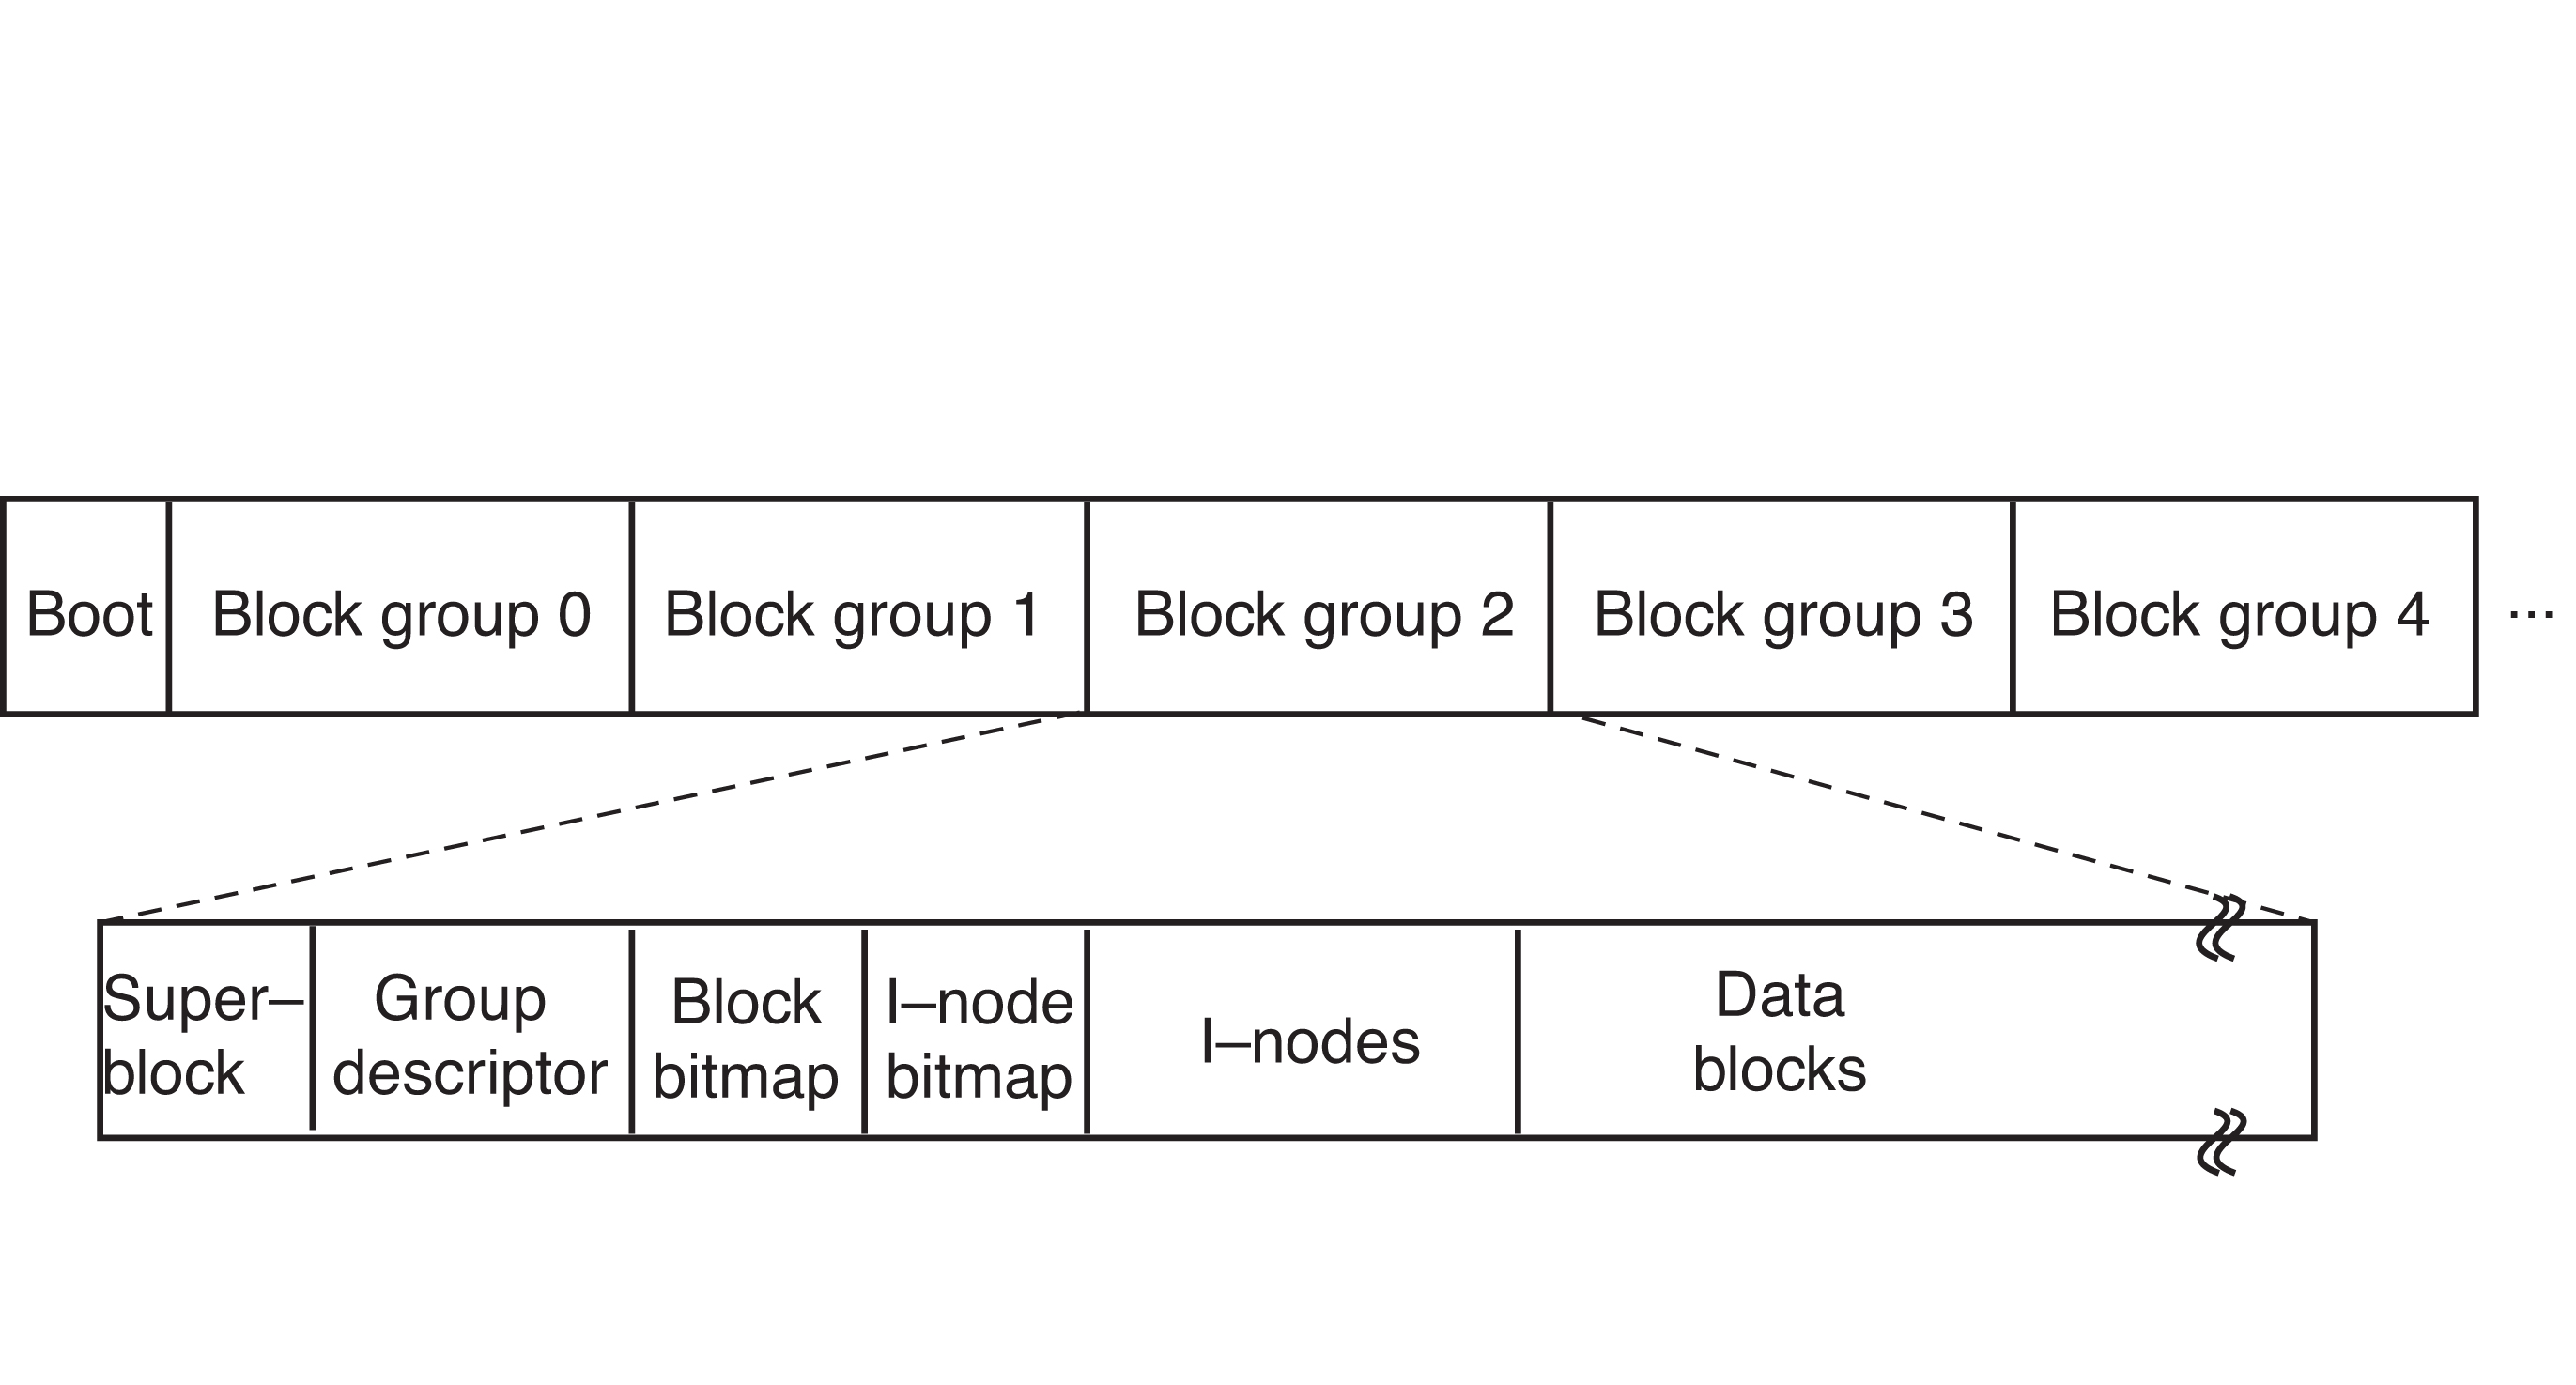 Boot Block group 0 Block group 1 Block group 2 Block group 3 Block group 4 ...
Super–
block
Group
descriptor
Block
bitmap
I–node
bitmap
I–nodes
Data
blocks